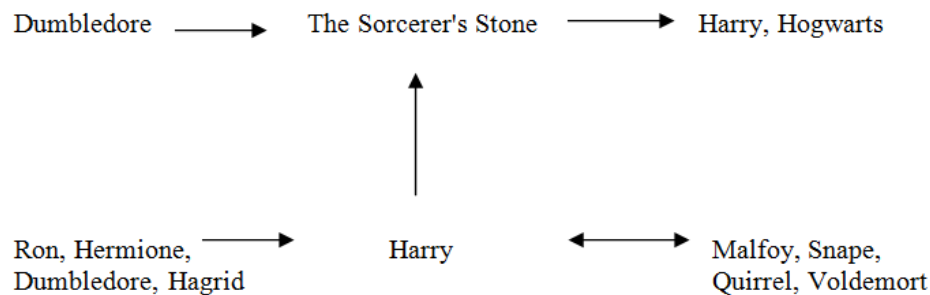 Dumbledore
The Sorcerer's Stone
Harry, Hogwarts
Ron, Hermione,
Dumbledore, Hagrid
Harry
Malfoy, Snape,
Quirrel, Voldemort